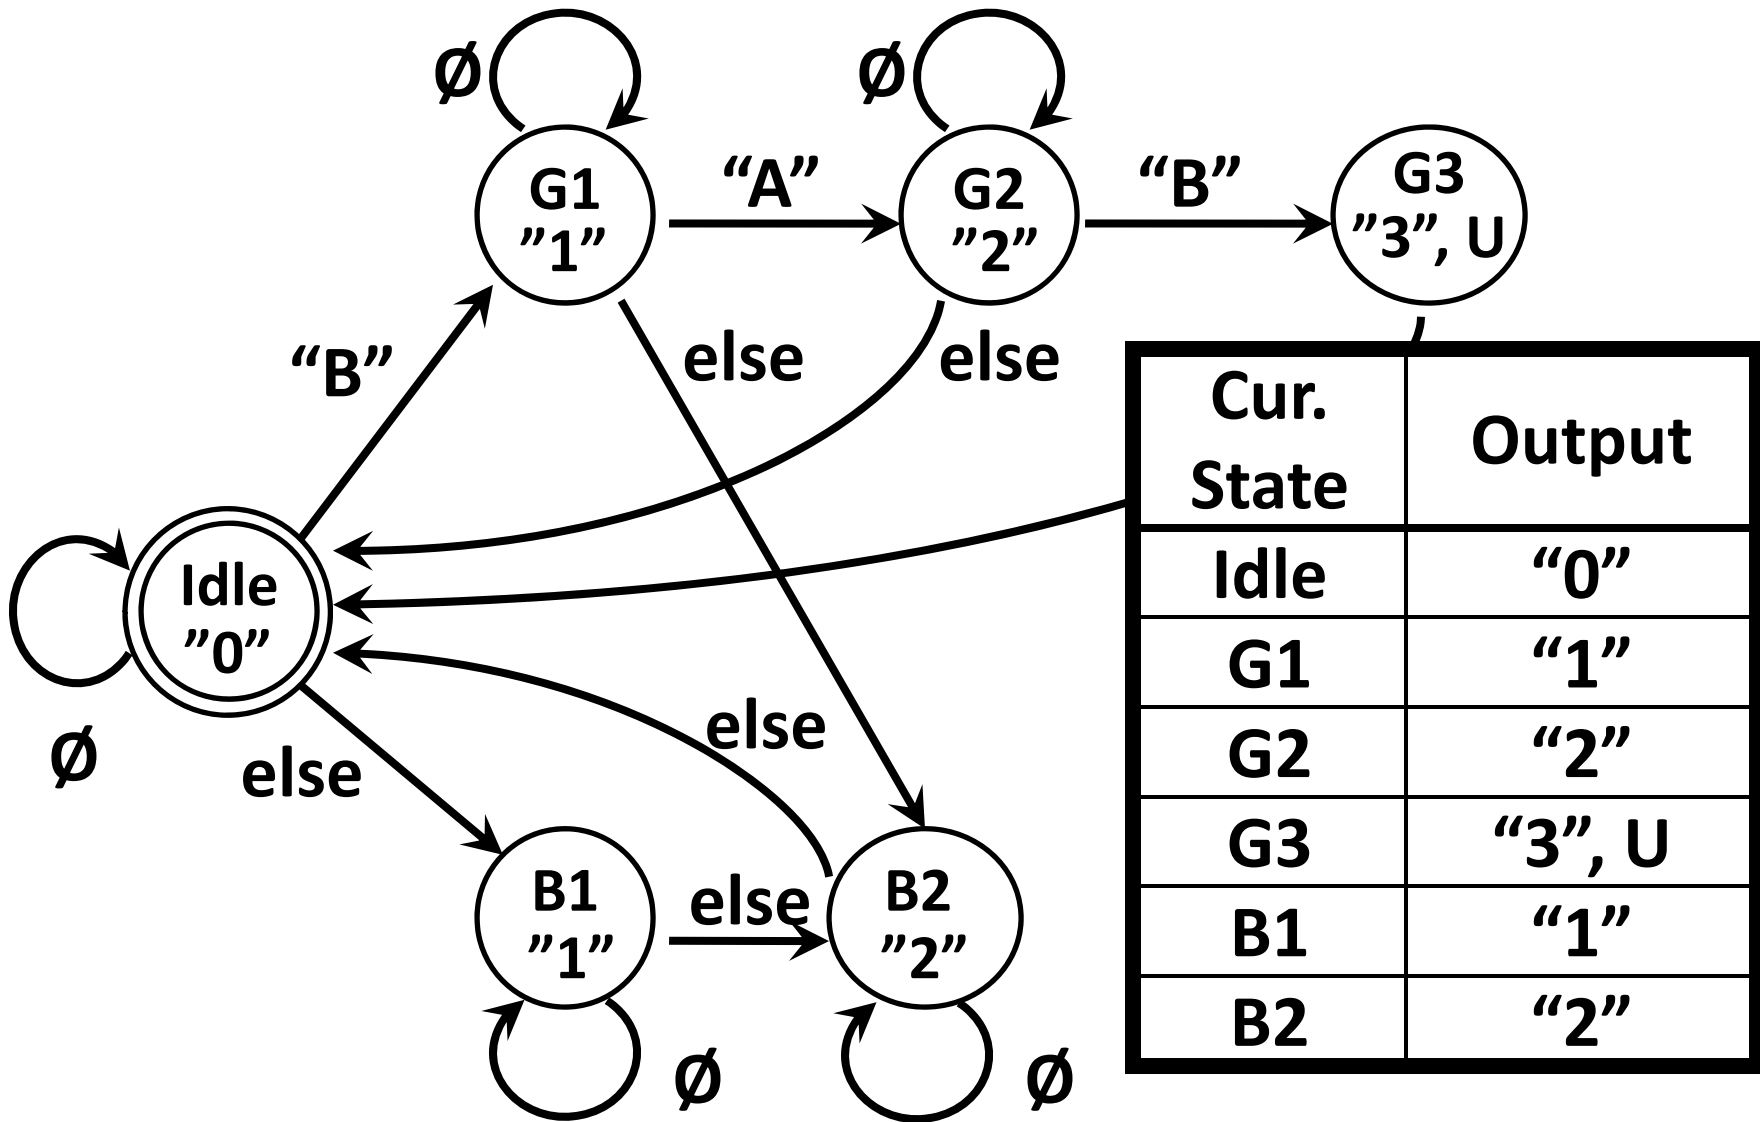 Ø
Ø
G1
”1”
“A”
G2
”2”
“B”
G3
”3”, U
“B”
else
else
Idle
”0”
Ø
else
else
B1
”1”
else
B2
”2”
Ø
Ø
Cur. State Output
Idle “0”
G1 “1”
G2 “2”
G3 “3”, U
B1 “1”
B2 “2”